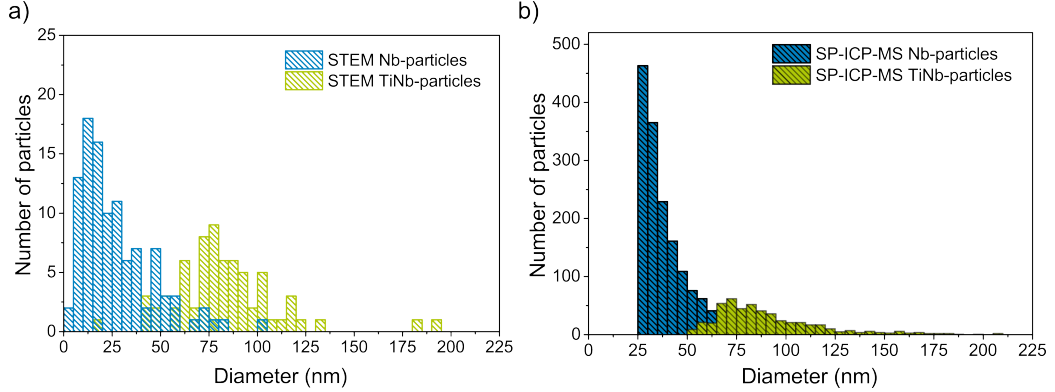 a)
25
20
15
10
5
0
Number of particles
STEM Nb-particles
STEM TiNb-particles
0 25 50 75 100 125 150 175 200 225
Diameter (nm)
b)
500
400
300
200
100
0
Number of particles
SP-ICP-MS Nb-particles
SP-ICP-MS TiNb-particles
0 25 50 75 100 125 150 175 200 225
Diameter (nm)